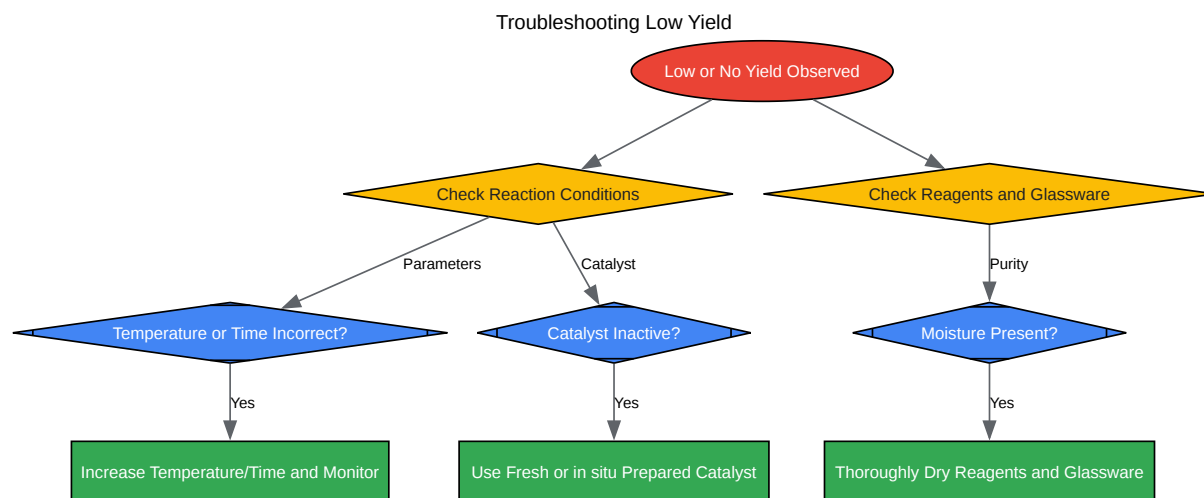 Troubleshooting Low Yield
Low or No Yield Observed
Check Reaction Conditions
Check Reagents and Glassware
Parameters
Catalyst
Purity
Temperature or Time Incorrect?
Catalyst Inactive?
Moisture Present?
Yes
Yes
Yes
Increase Temperature/Time and Monitor
Use Fresh or in situ Prepared Catalyst
Thoroughly Dry Reagents and Glassware